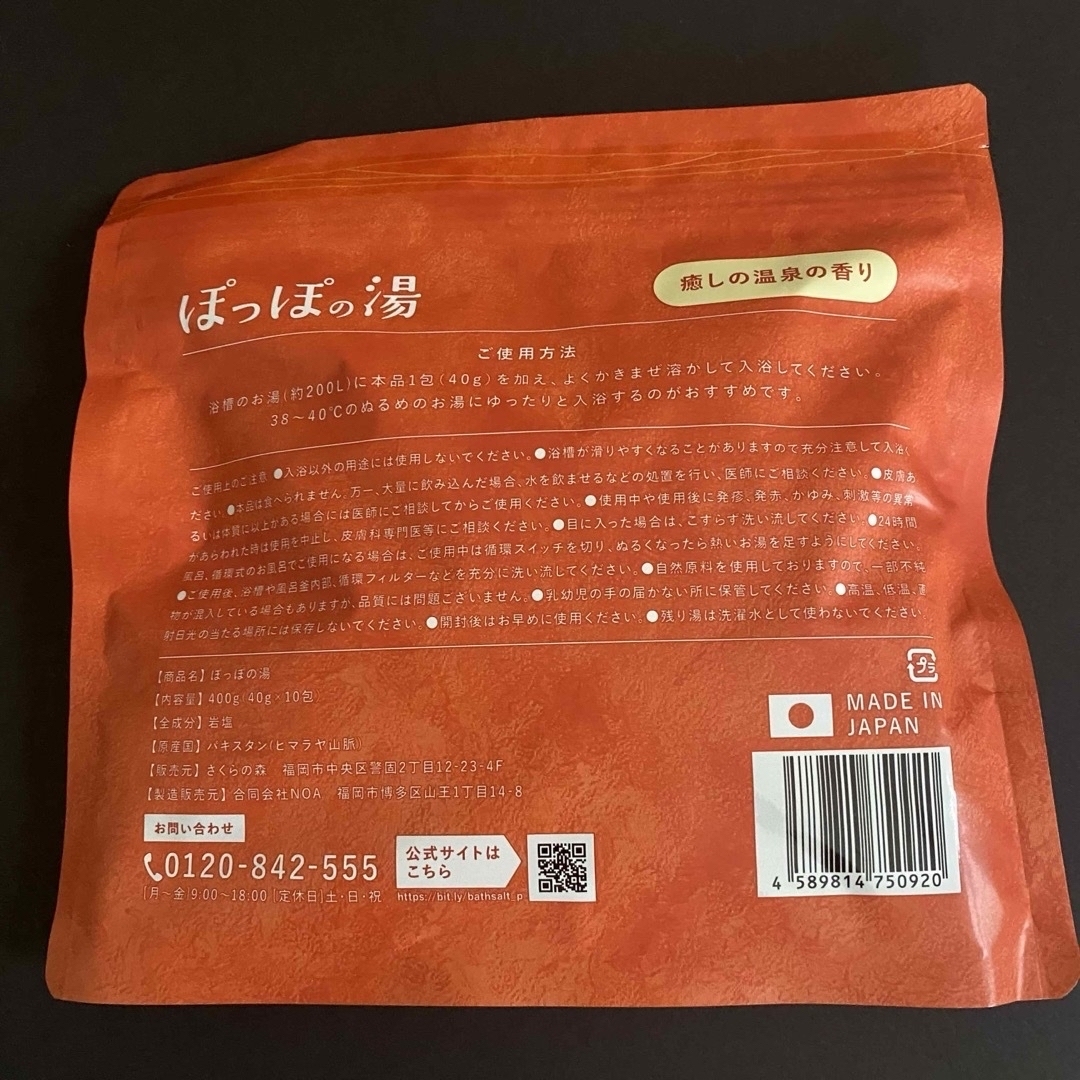 ぽっぽの湯
癒しの温泉の香り
ご使用方法
浴槽のお湯(約200L)に本品1包(40g)を加え、よくかきまぜ溶かして入浴してください。
38～40℃のぬるめのお湯にゆったりと入浴するのがおすすめです。
ご使用上のご注意 ●入浴以外の用途には使用しないでください。●浴槽が滑りやすくなることがありますので充分注意して入浴く
ださい。●本品は食べられません。万一、大量に飲み込んだ場合、水を飲ませるなどの処置を行い、医師にご相談ください。●皮膚あ
るいは体質に以上がある場合には医師にご相談してからご使用ください。●使用中や使用後に発疹、発赤、かゆみ、刺激等の異常
があらわれた時は使用を中止し、皮膚科専門医等にご相談ください。●目に入った場合は、こすらず洗い流してください。●24時間
風呂、循環式のお風呂でご使用になる場合は、ご使用中は循環スイッチを切り、ぬるくなったら熱いお湯を足すようにしてください。
●ご使用後、浴槽や風呂釜内部、循環フィルターなどを充分に洗い流してください。●自然原料を使用しておりますので、一部不純
物が混入している場合もありますが、品質には問題ございません。●乳幼児の手の届かない所に保管してください。●高温、低温、直
射日光の当たる場所には保存しないでください。●開封後はお早めに使用ください。●残り湯は洗濯水として使わないでください
【商品名】ぽっぽの湯
【内容量】400g(40g×10包)
【全成分】岩塩
【原産国】パキスタン(ヒマラヤ山脈)
【販売元】さくらの森 福岡市中央区警固2丁目12-23-4F
【製造販売元】合同会社NOA 福岡市博多区山王1丁目14-8
プラ
MADE IN
JAPAN
お問い合わせ
0120-842-555
[月～金]9:00～18:00 [定休日]土・日・祝
公式サイトは
こちら
https://bit.ly/bathsalt_p
4 589814 750920